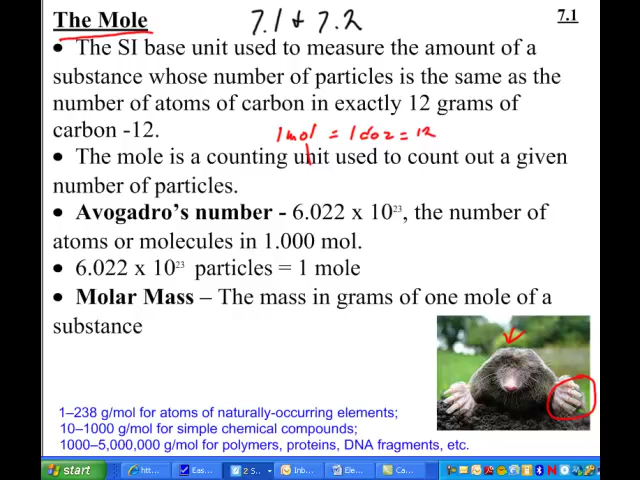 The Mole 7.1 & 7.2 7.1
• The SI base unit used to measure the amount of a
substance whose number of particles is the same as the
number of atoms of carbon in exactly 12 grams of
carbon -12.
1 mol = 1 doz = 12
• The mole is a counting unit used to count out a given
number of particles.
• Avogadro's number - 6.022 x 10²³, the number of
atoms or molecules in 1.000 mol.
• 6.022 x 10²³ particles = 1 mole
• Molar Mass – The mass in grams of one mole of a
substance
1–238 g/mol for atoms of naturally-occurring elements;
10–1000 g/mol for simple chemical compounds;
1000–5,000,000 g/mol for polymers, proteins, DNA fragments, etc.
start htt... Eas... 2 S... Inb... Ele... Ca...